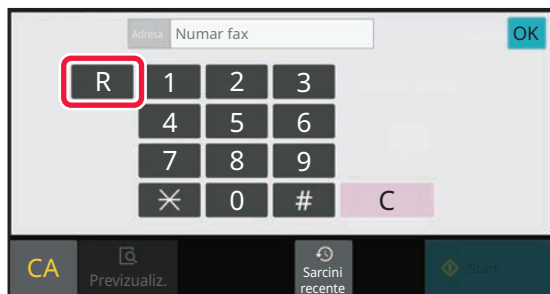 Adresa Numar fax OK
R 1 2 3
4 5 6
7 8 9
* 0 # C
CA Previzualiz. Sarcini recente Start